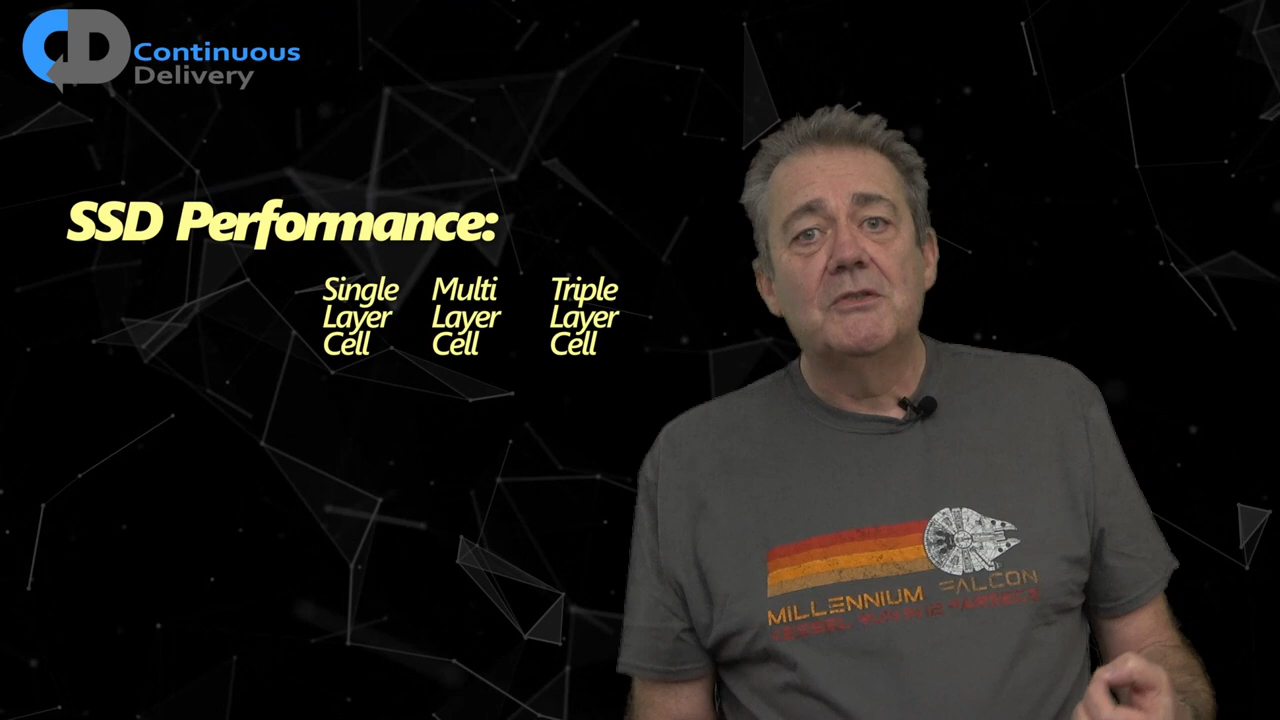 Continuous
Delivery
SSD Performance:
Single Multi Triple
Layer Layer Layer
Cell Cell Cell
MILLENNIUM FALCON